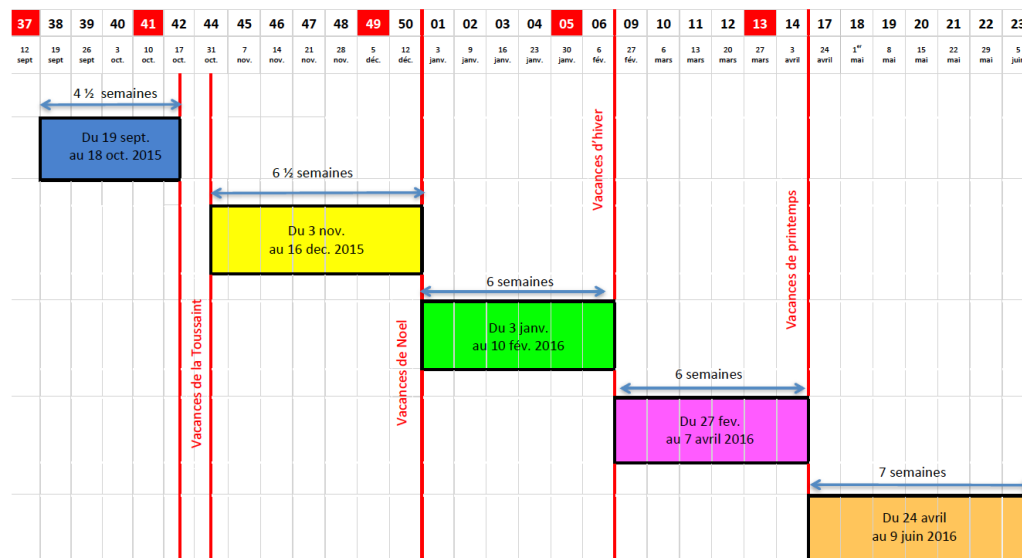 37 38 39 40 41 42 44 45 46 47 48 49 50 01 02 03 04 05 06 09 10 11 12 13 14 17 18 19 20 21 22 23
12 19 26 3 10 17 31 7 14 21 28 5 12 3 9 16 23 30 6 27 6 13 20 27 3 24 1er 8 15 22 29 5
sept sept sept oct. oct. oct. oct. nov. nov. nov. nov. déc. déc. janv. janv. janv. janv. janv. fév. fév. mars mars mars mars avril avril mai mai mai mai mai juin
4 ½ semaines
Du 19 sept.
au 18 oct. 2015
Vacances d'hiver
6 ½ semaines
Du 3 nov.
au 16 dec. 2015
Vacances de printemps
6 semaines
Du 3 janv.
au 10 fév. 2016
Vacances de la Toussaint
Vacances de Noel
6 semaines
Du 27 fev.
au 7 avril 2016
7 semaines
Du 24 avril
au 9 juin 2016